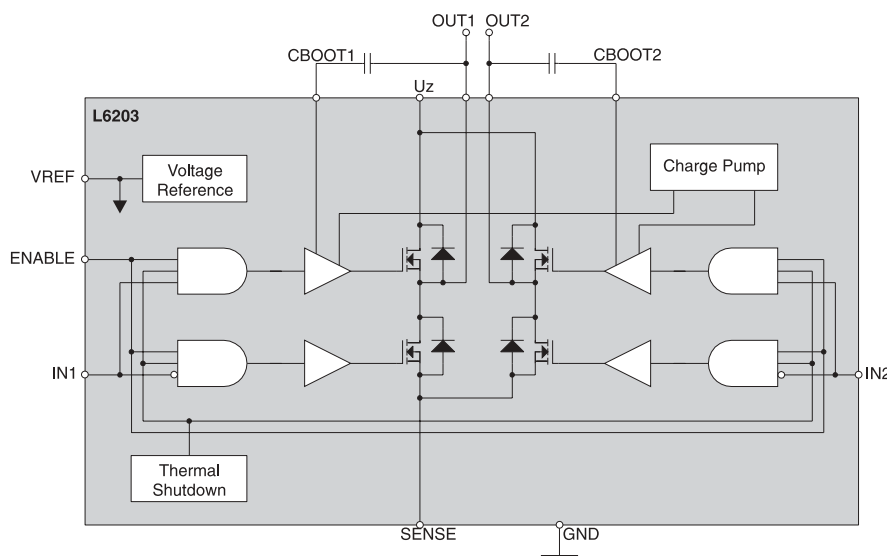 OUT1 OUT2
CBOOT1
CBOOT2
Uz
L6203
VREF
Voltage
Reference
Charge Pump
ENABLE
IN1
IN2
Thermal
Shutdown
SENSE
GND